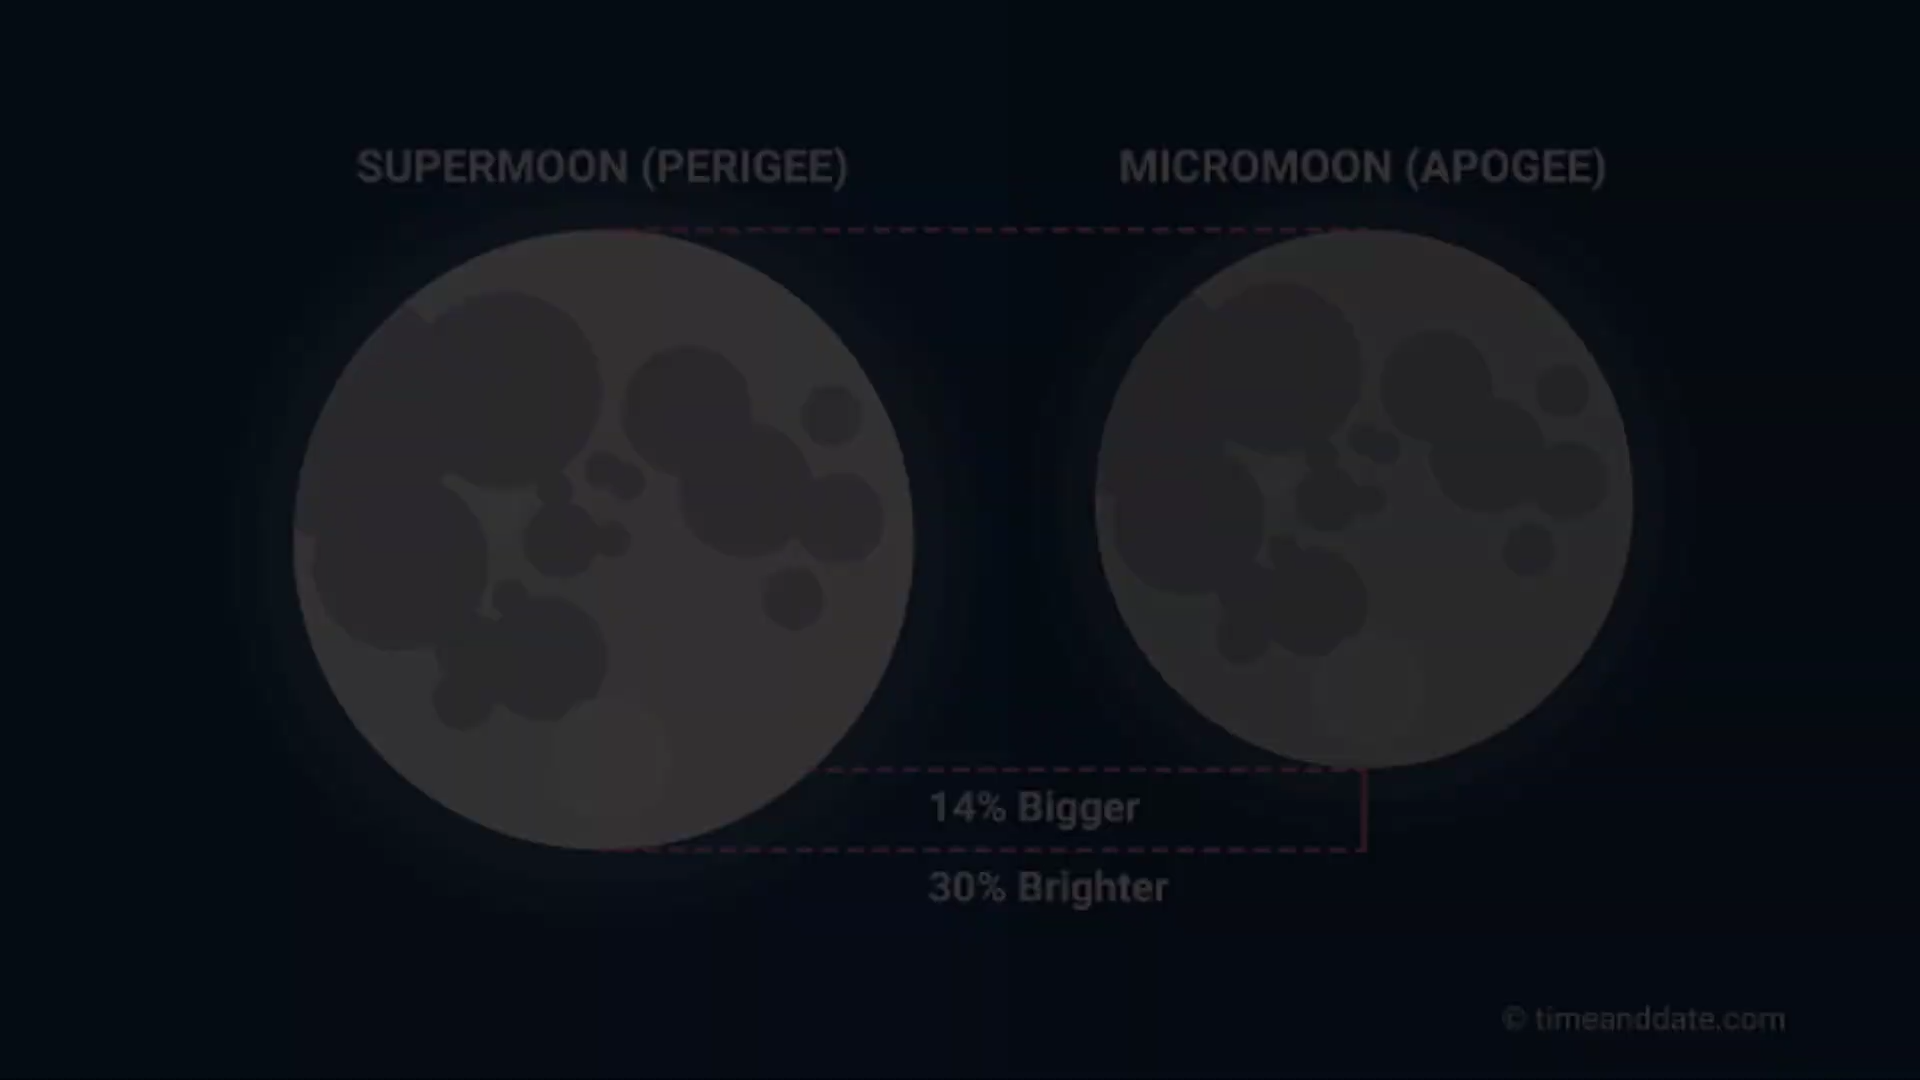 SUPERMOON (PERIGEE)
MICROMOON (APOGEE)
14% Bigger
30% Brighter
© timeanddate.com